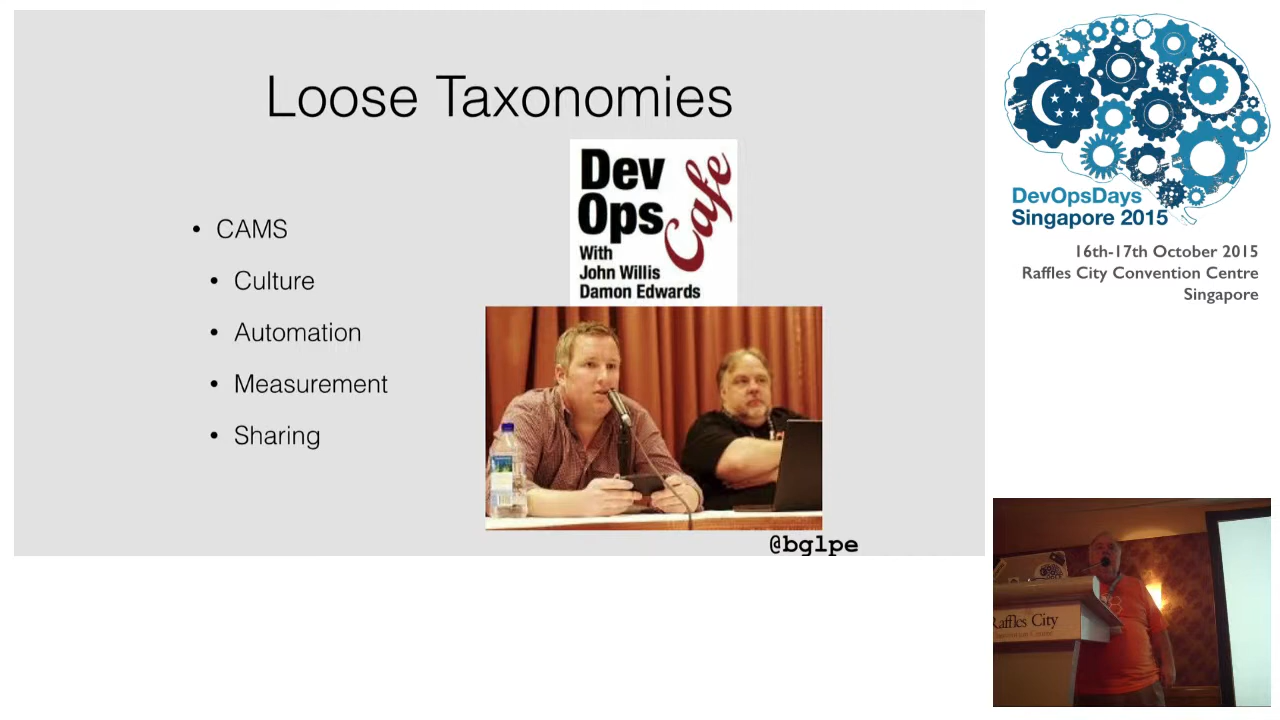 Loose Taxonomies
Dev
Ops
Cafe
With
John Willis
Damon Edwards
• CAMS
• Culture
• Automation
• Measurement
• Sharing
@bglpe
DevOpsDays
Singapore 2015
16th-17th October 2015
Raffles City Convention Centre
Singapore
Raffles City